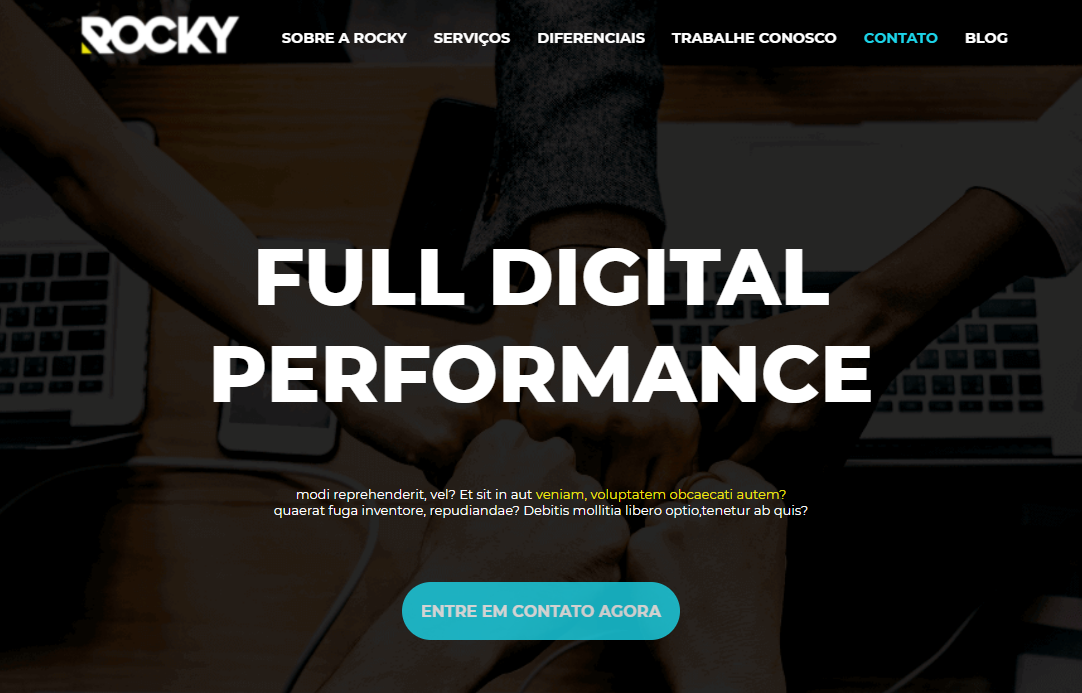 ROCKY
SOBRE A ROCKY SERVIÇOS DIFERENCIAIS TRABALHE CONOSCO CONTATO BLOG
FULL DIGITAL
PERFORMANCE
modi reprehenderit, vel? Et sit in aut veniam, voluptatem obcaecati autem?
quaerat fuga inventore, repudiandae? Debitis mollitia libero optio,tenetur ab quis?
ENTRE EM CONTATO AGORA